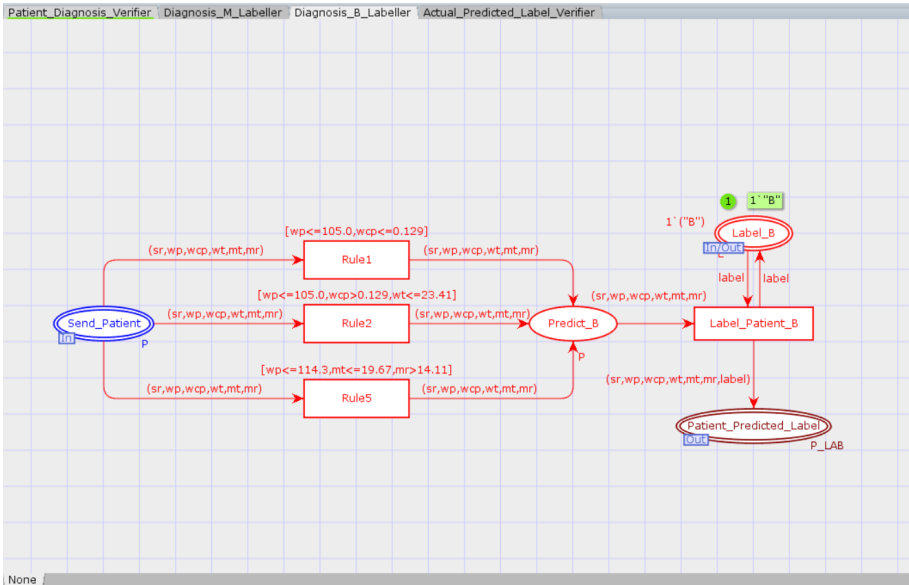 Patient_Diagnosis_Verifier Diagnosis_M_Labeller Diagnosis_B_Labeller Actual_Predicted_Label_Verifier
1 1`"B"
1`("B")
Label_B
In/Out
label label
[wp<=105.0,wcp<=0.129]
(sr,wp,wcp,wt,mt,mr) Rule1 (sr,wp,wcp,wt,mt,mr)
[wp<=105.0,wcp>0.129,wt<=23.41]
(sr,wp,wcp,wt,mt,mr) Rule2 (sr,wp,wcp,wt,mt,mr)
(sr,wp,wcp,wt,mt,mr)
Send_Patient
In
P
Predict_B
P
Label_Patient_B
[wp<=114.3,mt<=19.67,mr>14.11]
(sr,wp,wcp,wt,mt,mr) Rule5 (sr,wp,wcp,wt,mt,mr)
(sr,wp,wcp,wt,mt,mr,label)
Patient_Predicted_Label
Out
P_LAB
None